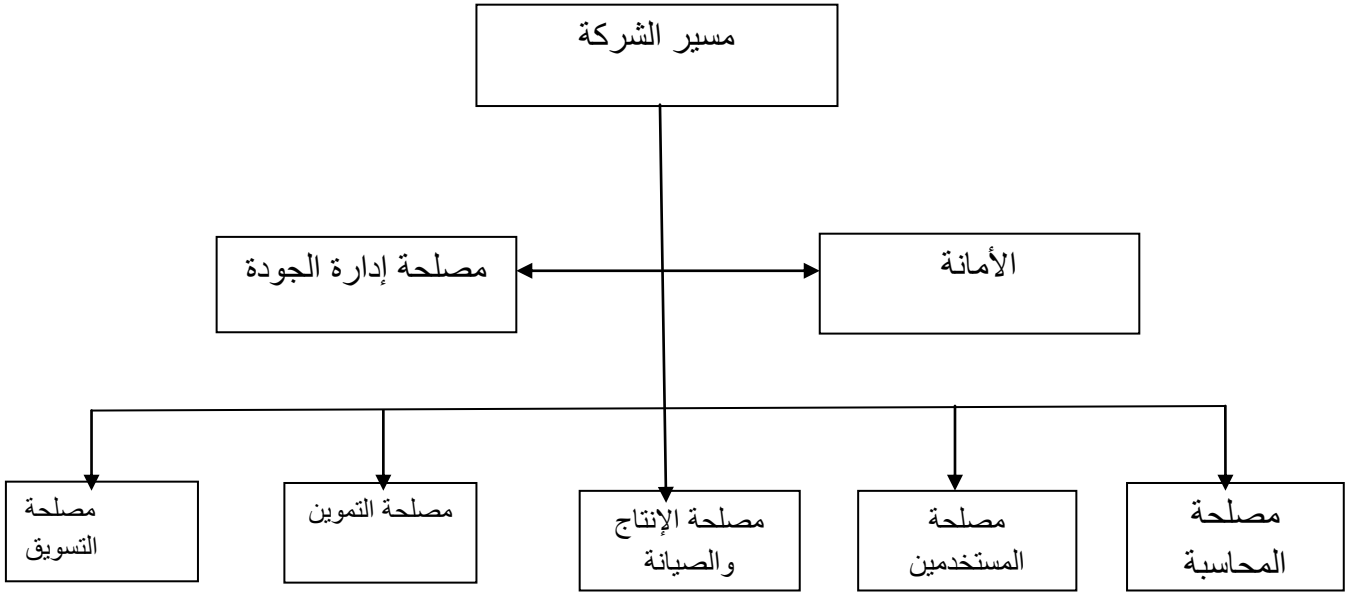 مسير الشركة
الأمانة
مصلحة إدارة الجودة
مصلحة
المحاسبة
مصلحة
المستخدمين
مصلحة الإنتاج
والصيانة
مصلحة التموين
مصلحة
التسويق